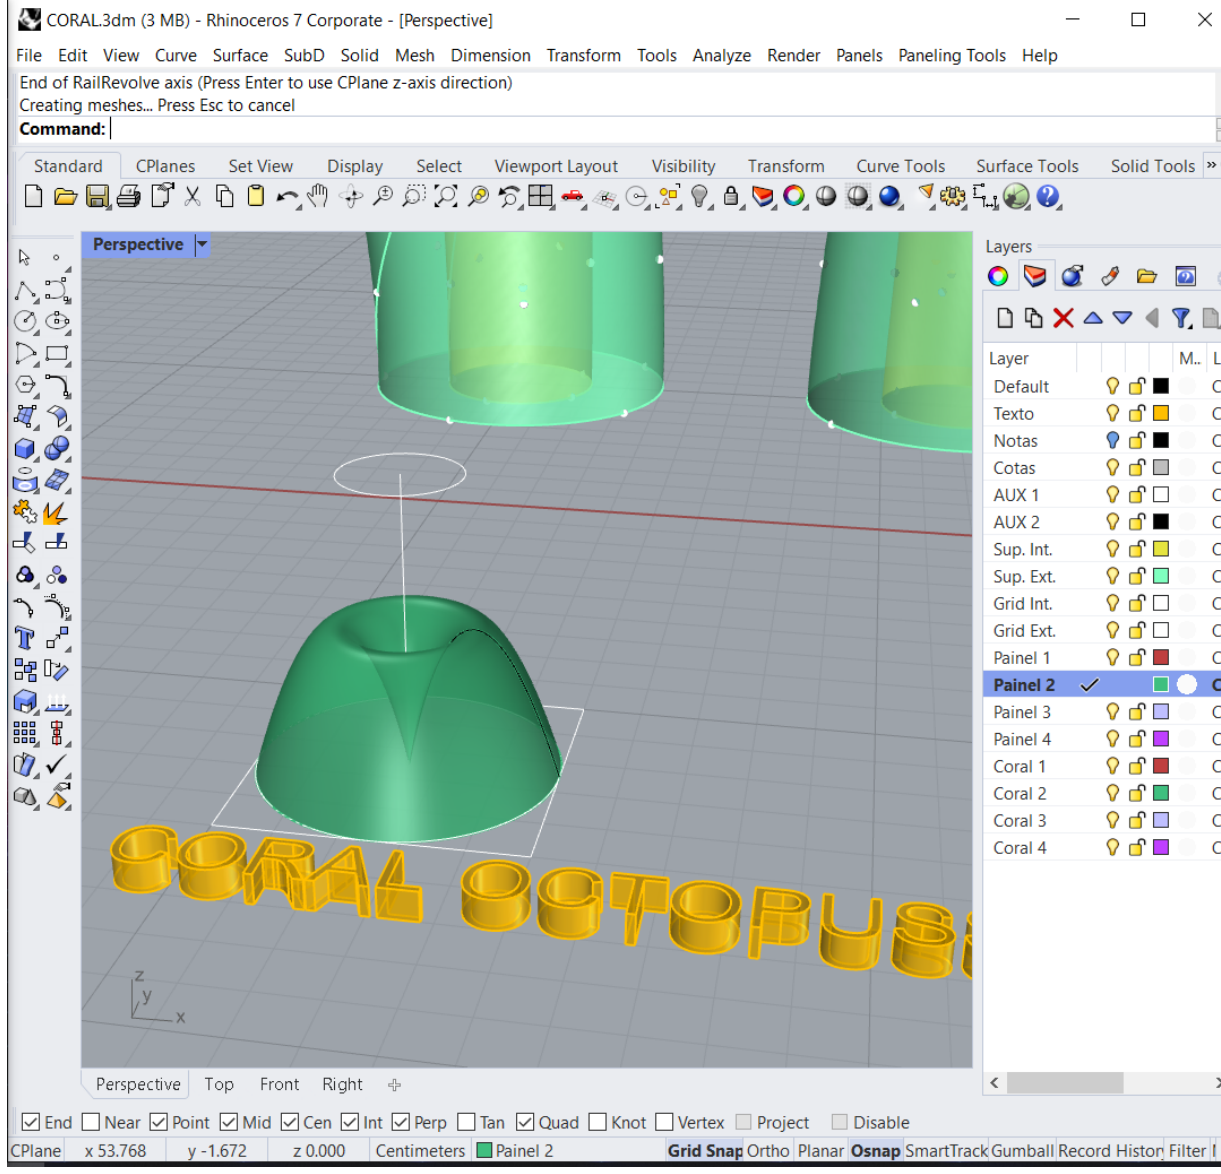 CORAL.3dm (3 MB) - Rhinoceros 7 Corporate - [Perspective]
File Edit View Curve Surface SubD Solid Mesh Dimension Transform Tools Analyze Render Panels Paneling Tools Help
End of RailRevolve axis (Press Enter to use CPlane z-axis direction)
Creating meshes... Press Esc to cancel
Command:
Standard CPlanes Set View Display Select Viewport Layout Visibility Transform Curve Tools Surface Tools Solid Tools »
Perspective
Layers
Layer M.. L
Default C
Texto C
Notas C
Cotas C
AUX 1 C
AUX 2 C
Sup. Int. C
Sup. Ext. C
Grid Int. C
Grid Ext. C
Painel 1 C
Painel 2 C
Painel 3 C
Painel 4 C
Coral 1 C
Coral 2 C
Coral 3 C
Coral 4 C
CORAL OCTOPUS
z
y
x
Perspective Top Front Right
End Near Point Mid Cen Int Perp Tan Quad Knot Vertex Project Disable
CPlane x 53.768 y -1.672 z 0.000 Centimeters Painel 2 Grid Snap Ortho Planar Osnap SmartTrack Gumball Record History Filter